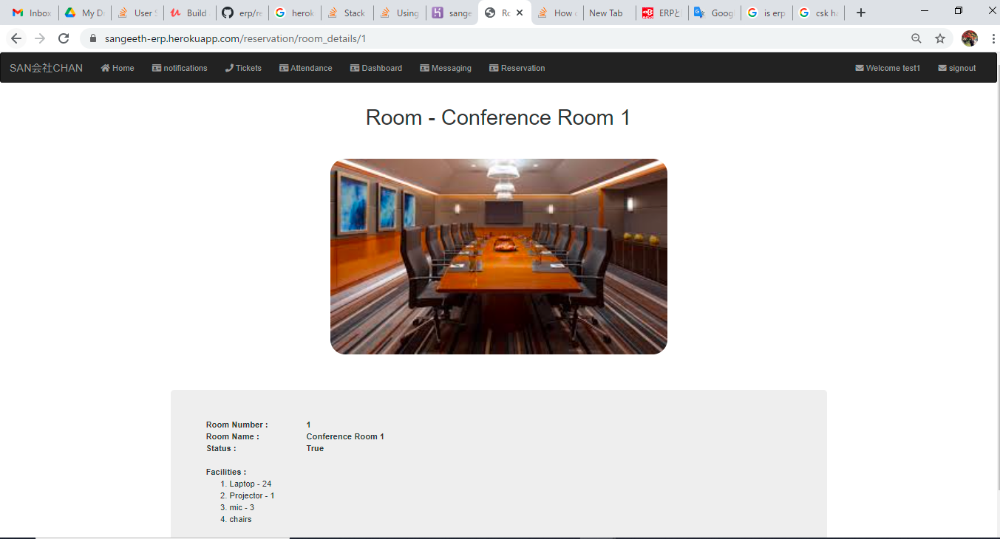 Inbox
My D
User S
Build
erp/re
herok
Stack
Using
sange
Ro
How
New Tab
ERPと
Goog
is erp
csk h
sangeeth-erp.herokuapp.com/reservation/room_details/1
SAN会社CHAN Home notifications Tickets Attendance Dashboard Messaging Reservation Welcome test1 signout
Room - Conference Room 1
Room Number : 1
Room Name : Conference Room 1
Status : True
Facilities :
1. Laptop - 24
2. Projector - 1
3. mic - 3
4. chairs